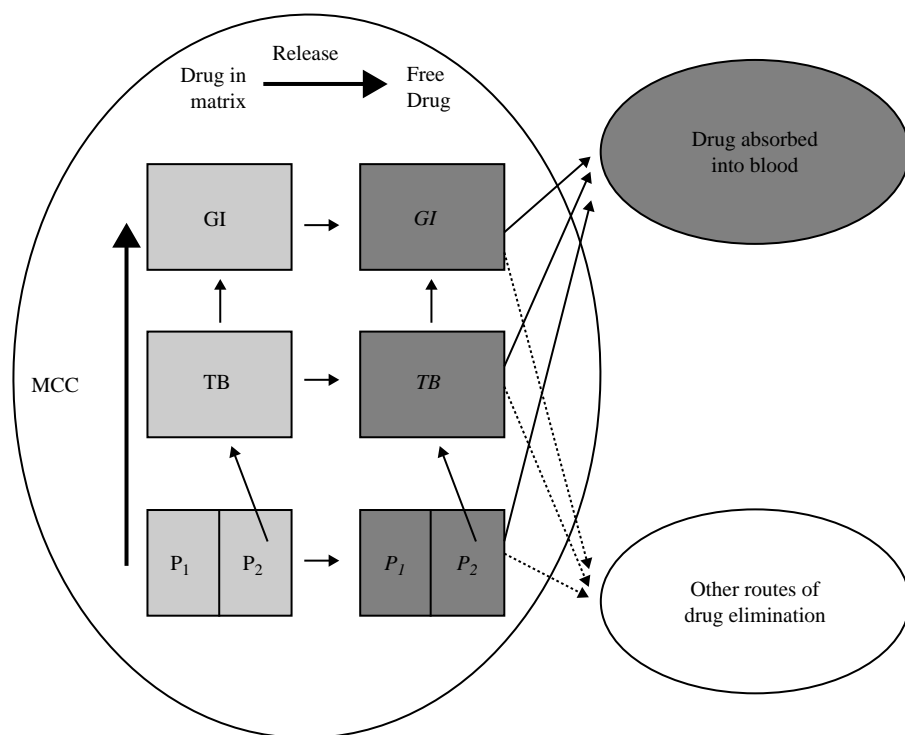 Release
Drug in
matrix
Free
Drug
Drug absorbed
into blood
GI
GI
MCC
TB
TB
P1
P2
P1
P2
Other routes of
drug elimination